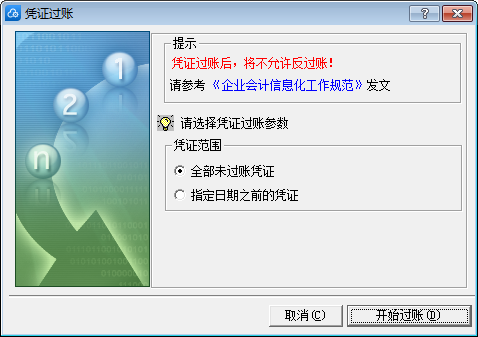 凭证过账
提示
凭证过账后，将不允许反过账！
请参考《企业会计信息化工作规范》发文
请选择凭证过账参数
凭证范围
全部未过账凭证
指定日期之前的凭证
1
2
n
取消(C)
开始过账(D)